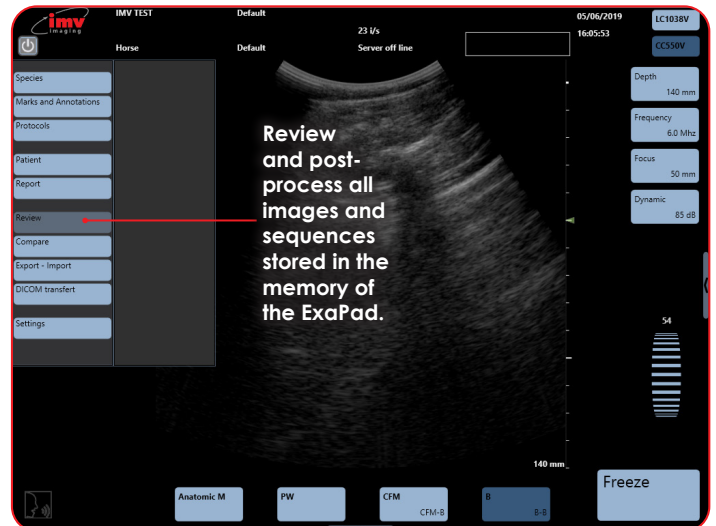 imv
imaging
IMV TEST
Default
23 i/s
05/06/2019
LC1038V
Horse
Default
Server off line
16:05:53
CC550V
Species
Marks and Annotations
Protocols
Patient
Report
Review
Compare
Export - Import
DICOM transfert
Settings
Review
and post-
process all
images and
sequences
stored in the
memory of
the ExaPad.
Depth
140 mm
Frequency
6.0 Mhz
Focus
50 mm
Dynamic
85 dB
54
140 mm
Anatomic M
PW
CFM
CFM-B
B
B-B
Freeze